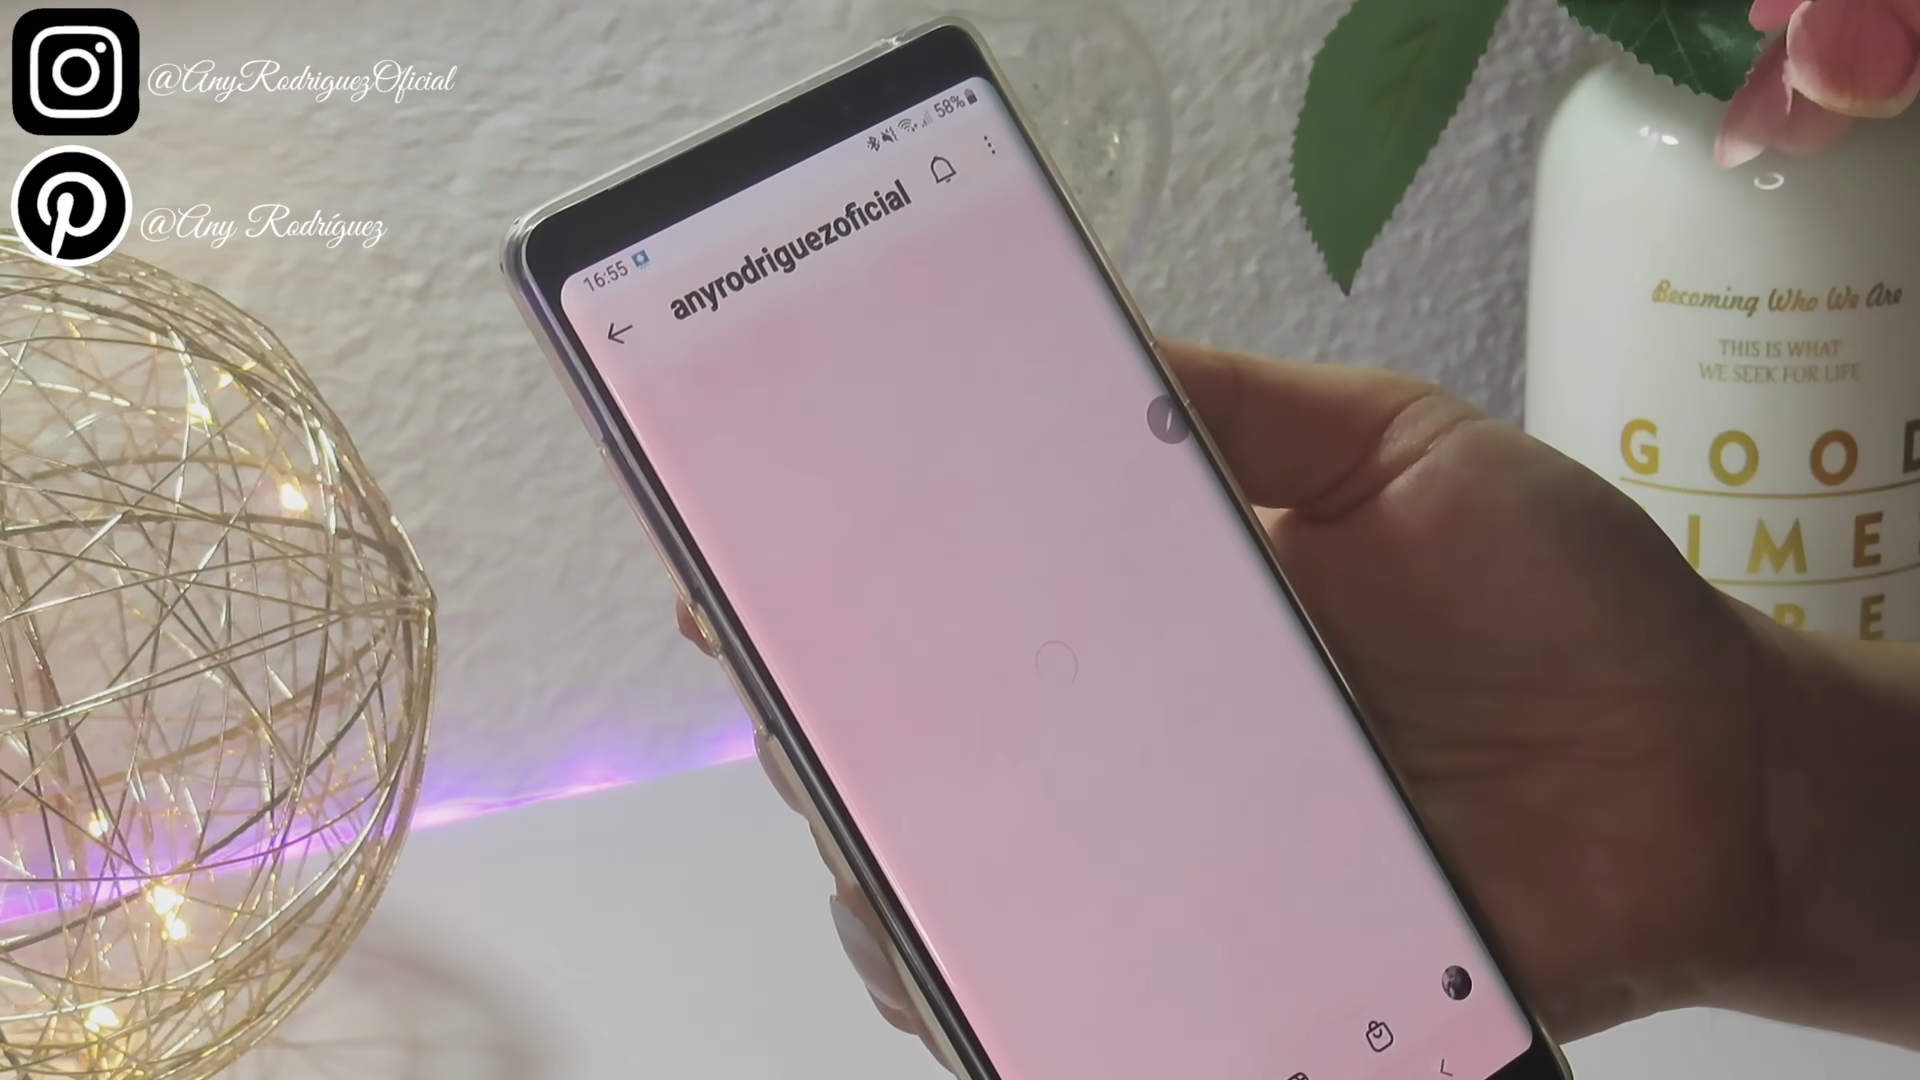 @AnyRodriguezOficial
@Any Rodríguez
16:55
58%
anyrodriguezoficial
Becoming Who We Are
THIS IS WHAT
WE SEEK FOR LIFE
GOOD
IME